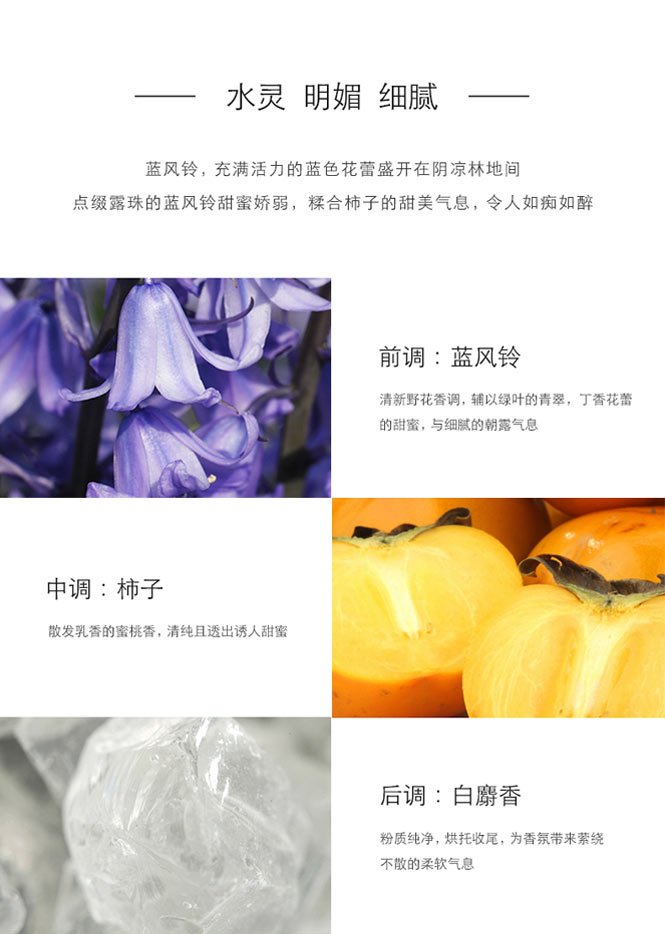 水灵 明媚 细腻
蓝风铃，充满活力的蓝色花蕾盛开在阴凉林地间
点缀露珠的蓝风铃甜蜜娇弱，糅合柿子的甜美气息，令人如痴如醉
前调：蓝风铃
清新野花香调，辅以绿叶的青翠，丁香花蕾
的甜蜜，与细腻的朝露气息
中调：柿子
散发乳香的蜜桃香，清纯且透出诱人甜蜜
后调：白麝香
粉质纯净，烘托收尾，为香氛带来萦绕
不散的柔软气息